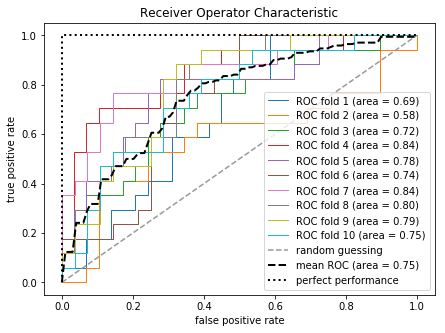 Receiver Operator Characteristic
true positive rate
1.0
0.8
0.6
0.4
0.2
0.0
ROC fold 1 (area = 0.69)
ROC fold 2 (area = 0.58)
ROC fold 3 (area = 0.72)
ROC fold 4 (area = 0.84)
ROC fold 5 (area = 0.78)
ROC fold 6 (area = 0.74)
ROC fold 7 (area = 0.84)
ROC fold 8 (area = 0.80)
ROC fold 9 (area = 0.79)
ROC fold 10 (area = 0.75)
random guessing
mean ROC (area = 0.75)
perfect performance
0.0 0.2 0.4 0.6 0.8 1.0
false positive rate